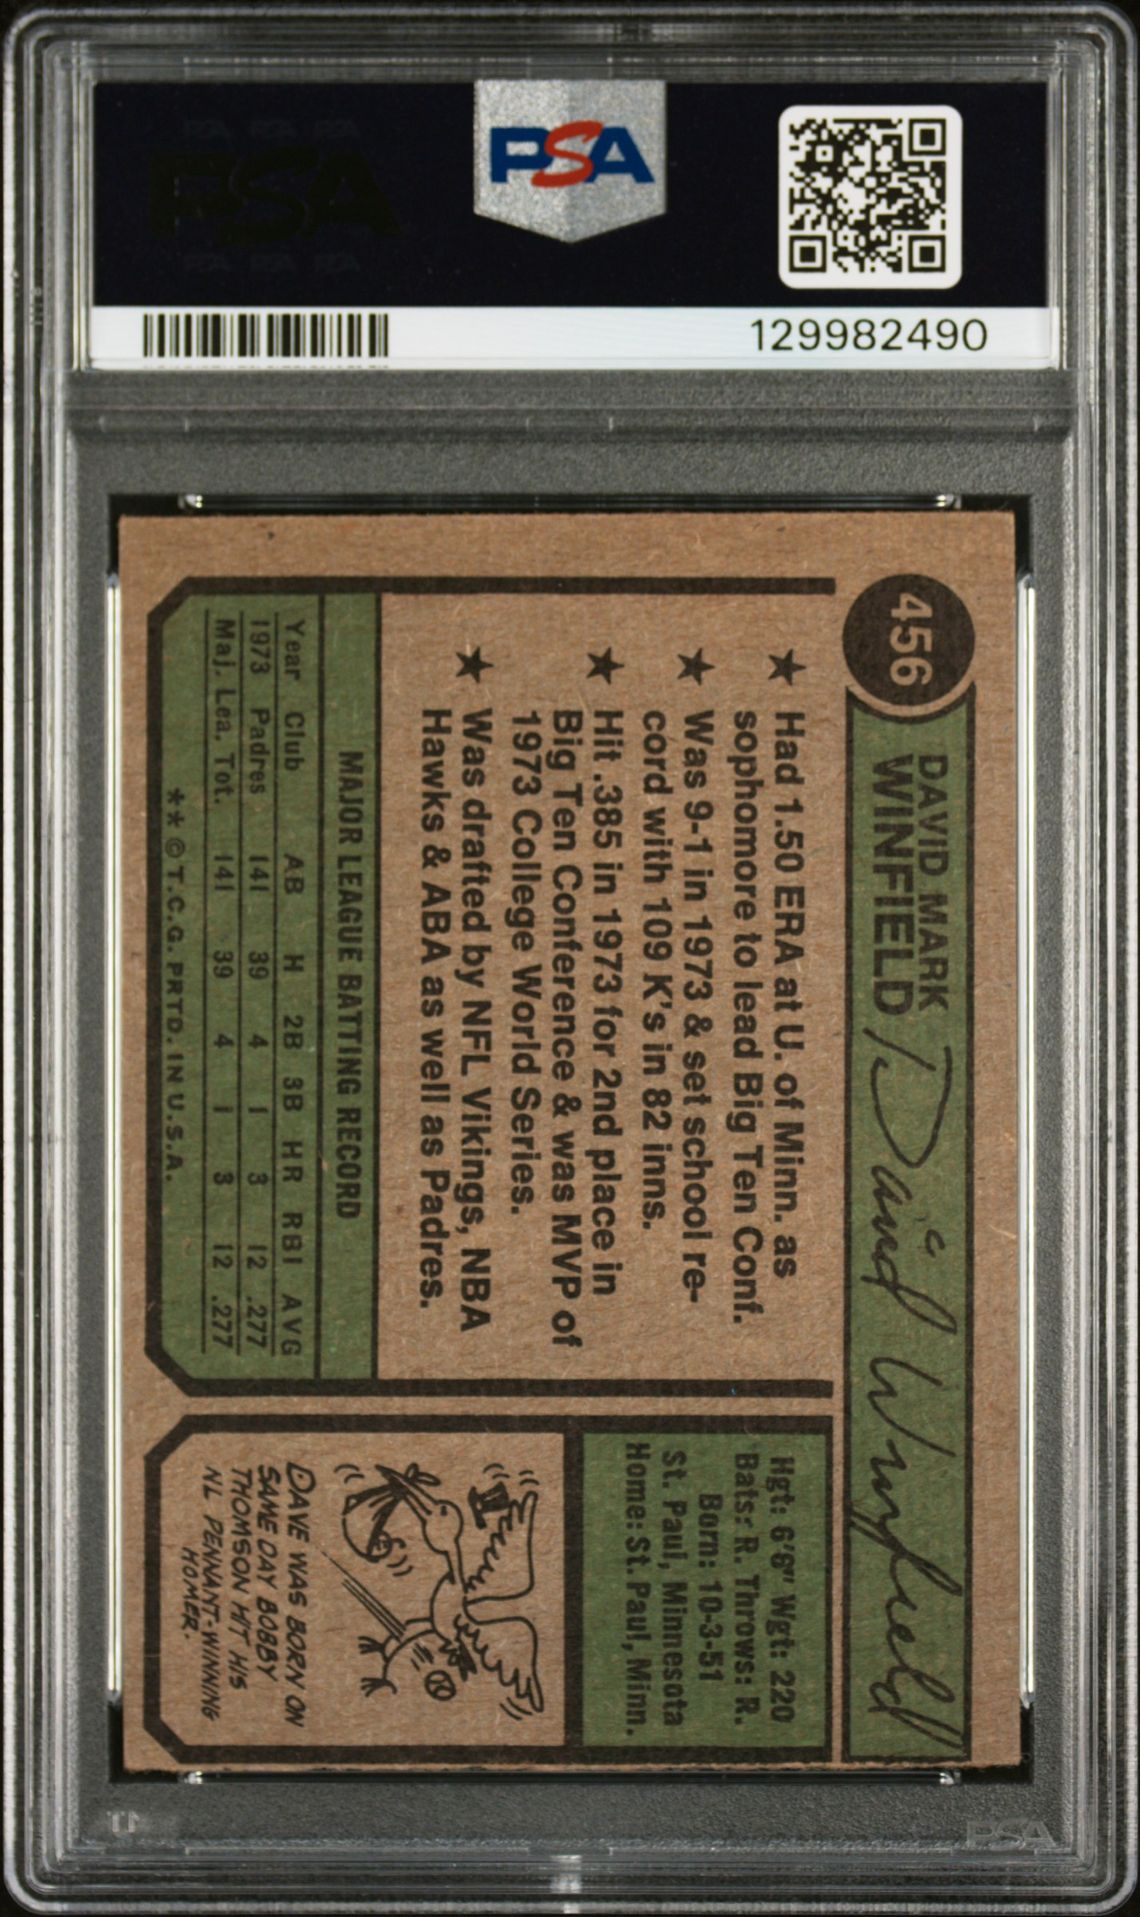 PSA
129982490
456
DAVID MARK
WINFIELD
David Winfield
★ Had 1.50 ERA at U. of Minn. as
sophomore to lead Big Ten Conf.
★ Was 9-1 in 1973 & set school re-
cord with 109 K's in 82 inns.
★ Hit .385 in 1973 for 2nd place in
Big Ten Conference & was MVP of
1973 College World Series.
★ Was drafted by NFL Vikings, NBA
Hawks & ABA as well as Padres.
MAJOR LEAGUE BATTING RECORD
Year Club AB H 2B 3B HR RBI AVG
1973 Padres 141 39 4 1 3 12 .277
Maj. Lea. Tot. 141 39 4 1 3 12 .277
**©T.C.G. PRTD. IN U.S.A.
Hgt: 6'6" Wgt: 220
Bats: R. Throws: R.
Born: 10-3-51
St. Paul, Minnesota
Home: St. Paul, Minn.
DAVE WAS BORN ON
SAME DAY BOBBY
THOMSON HIT HIS
NL PENNANT-WINNING
HOMER.
PSA